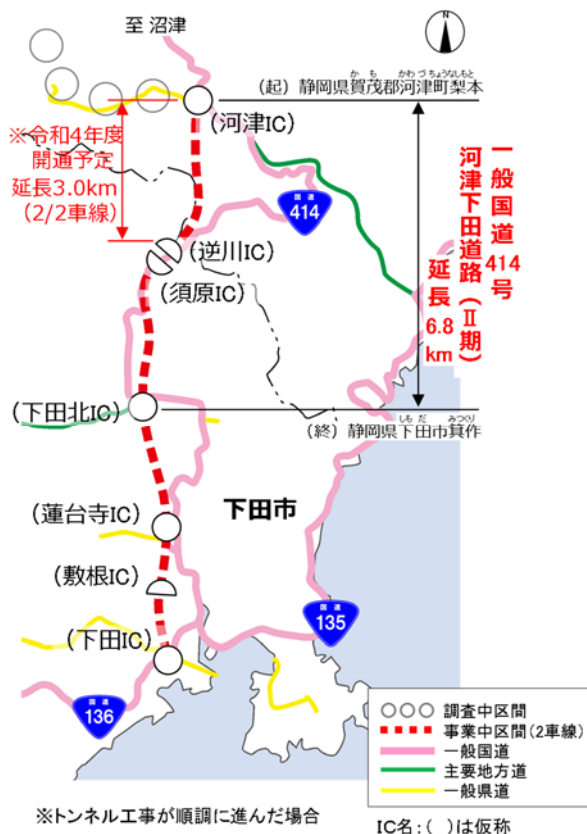 至 沼津
(起) 静岡県賀茂郡河津町梨本
か も
かわ づ ちょうなしもと
(河津IC)
※令和4年度
開通予定
延長3.0km
(2/2車線)
国道
414
一般国道414号
河津下田道路(Ⅱ期)
延長6.8km
(逆川IC)
(須原IC)
(下田北IC)
(終) 静岡県下田市箕作
しも だ
みつくり
(蓮台寺IC)
下田市
(敷根IC)
国道
135
(下田IC)
国道
136
調査中区間
事業中区間(2車線)
一般国道
主要地方道
一般県道
※トンネル工事が順調に進んだ場合
IC名:( )は仮称